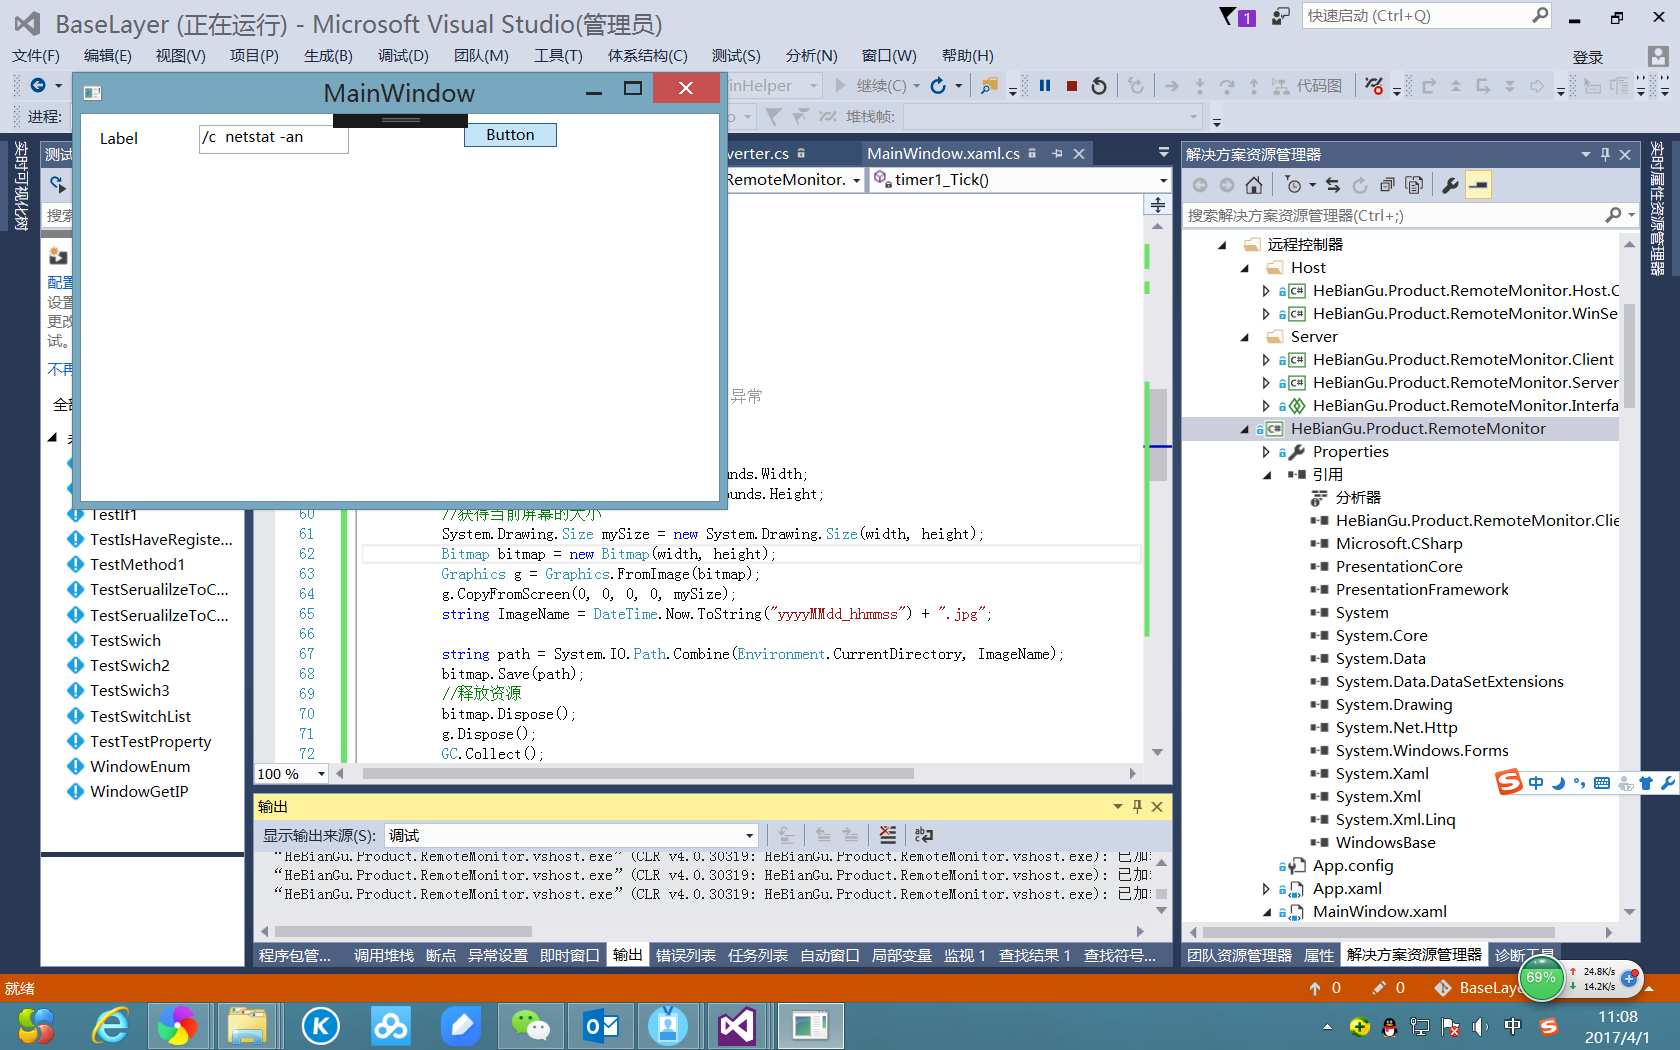 BaseLayer (正在运行) - Microsoft Visual Studio(管理员)
1
快速启动 (Ctrl+Q)
文件(F) 编辑(E) 视图(V) 项目(P) 生成(B) 调试(D) 团队(M) 工具(T) 体系结构(C) 测试(S) 分析(N) 窗口(W) 帮助(H)
登录
inHelper 继续(C) 代码图
进程: 堆栈帧:
MainWindow
Label
/c  netstat -an
Button
实时可视化树
测试
搜索
配置
设置
更改
试。
不再
全部
TestIf1
TestIsHaveRegiste...
TestMethod1
TestSerualilzeToC...
TestSerualilzeToC...
TestSwich
TestSwich2
TestSwich3
TestSwitchList
TestTestProperty
WindowEnum
WindowGetIP
verter.cs
MainWindow.xaml.cs
RemoteMonitor.
timer1_Tick()
异常
nds.Width;
ounds.Height;
60 //获得当前屏幕的大小
61 System.Drawing.Size mySize = new System.Drawing.Size(width, height);
62 Bitmap bitmap = new Bitmap(width, height);
63 Graphics g = Graphics.FromImage(bitmap);
64 g.CopyFromScreen(0, 0, 0, 0, mySize);
65 string ImageName = DateTime.Now.ToString("yyyyMMdd_hhmmss") + ".jpg";
66
67 string path = System.IO.Path.Combine(Environment.CurrentDirectory, ImageName);
68 bitmap.Save(path);
69 //释放资源
70 bitmap.Dispose();
71 g.Dispose();
72 GC.Collect();
100 %
输出
显示输出来源(S): 调试
“HeBianGu.Product.RemoteMonitor.vshost.exe”(CLR v4.0.30319: HeBianGu.Product.RemoteMonitor.vshost.exe): 已加
“HeBianGu.Product.RemoteMonitor.vshost.exe”(CLR v4.0.30319: HeBianGu.Product.RemoteMonitor.vshost.exe): 已加
“HeBianGu.Product.RemoteMonitor.vshost.exe”(CLR v4.0.30319: HeBianGu.Product.RemoteMonitor.vshost.exe): 已加
程序包管... 调用堆栈 断点 异常设置 即时窗口 输出 错误列表 任务列表 自动窗口 局部变量 监视 1 查找结果 1 查找符号...
解决方案资源管理器
搜索解决方案资源管理器(Ctrl+;)
远程控制器
Host
HeBianGu.Product.RemoteMonitor.Host.C
HeBianGu.Product.RemoteMonitor.WinSe
Server
HeBianGu.Product.RemoteMonitor.Client
HeBianGu.Product.RemoteMonitor.Server
HeBianGu.Product.RemoteMonitor.Interfa
HeBianGu.Product.RemoteMonitor
Properties
引用
分析器
HeBianGu.Product.RemoteMonitor.Clie
Microsoft.CSharp
PresentationCore
PresentationFramework
System
System.Core
System.Data
System.Data.DataSetExtensions
System.Drawing
System.Net.Http
System.Windows.Forms
System.Xaml
System.Xml
System.Xml.Linq
WindowsBase
App.config
App.xaml
MainWindow.xaml
团队资源管理器 属性 解决方案资源管理器 诊断工具
实时属性资源管理器
中
就绪
0 0 BaseLaye
69%
24.8K/s
14.2K/s
中
11:08
2017/4/1